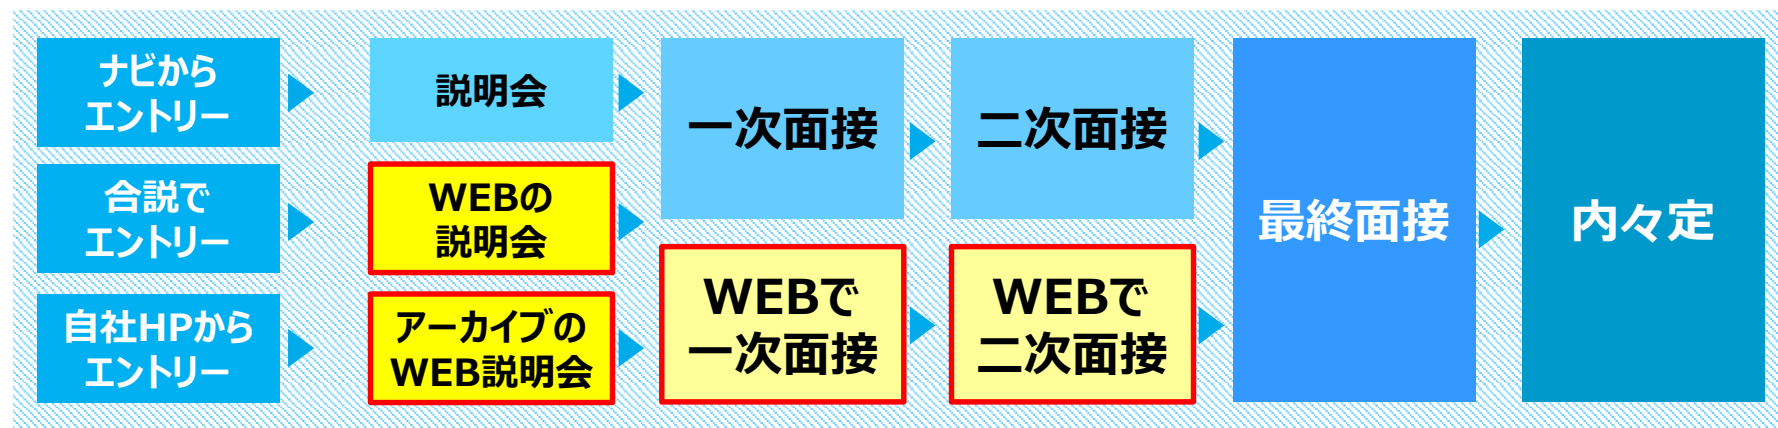 ナビから
エントリー
合説で
エントリー
自社HPから
エントリー
説明会
WEBの
説明会
アーカイブの
WEB説明会
一次面接
WEBで
一次面接
二次面接
WEBで
二次面接
最終面接
内々定